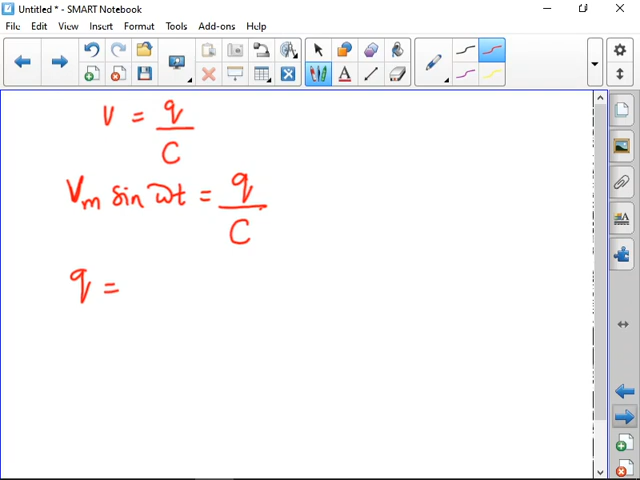 Untitled * - SMART Notebook
File Edit View Insert Format Tools Add-ons Help
v = q/C
Vm sin ωt = q/C
q =